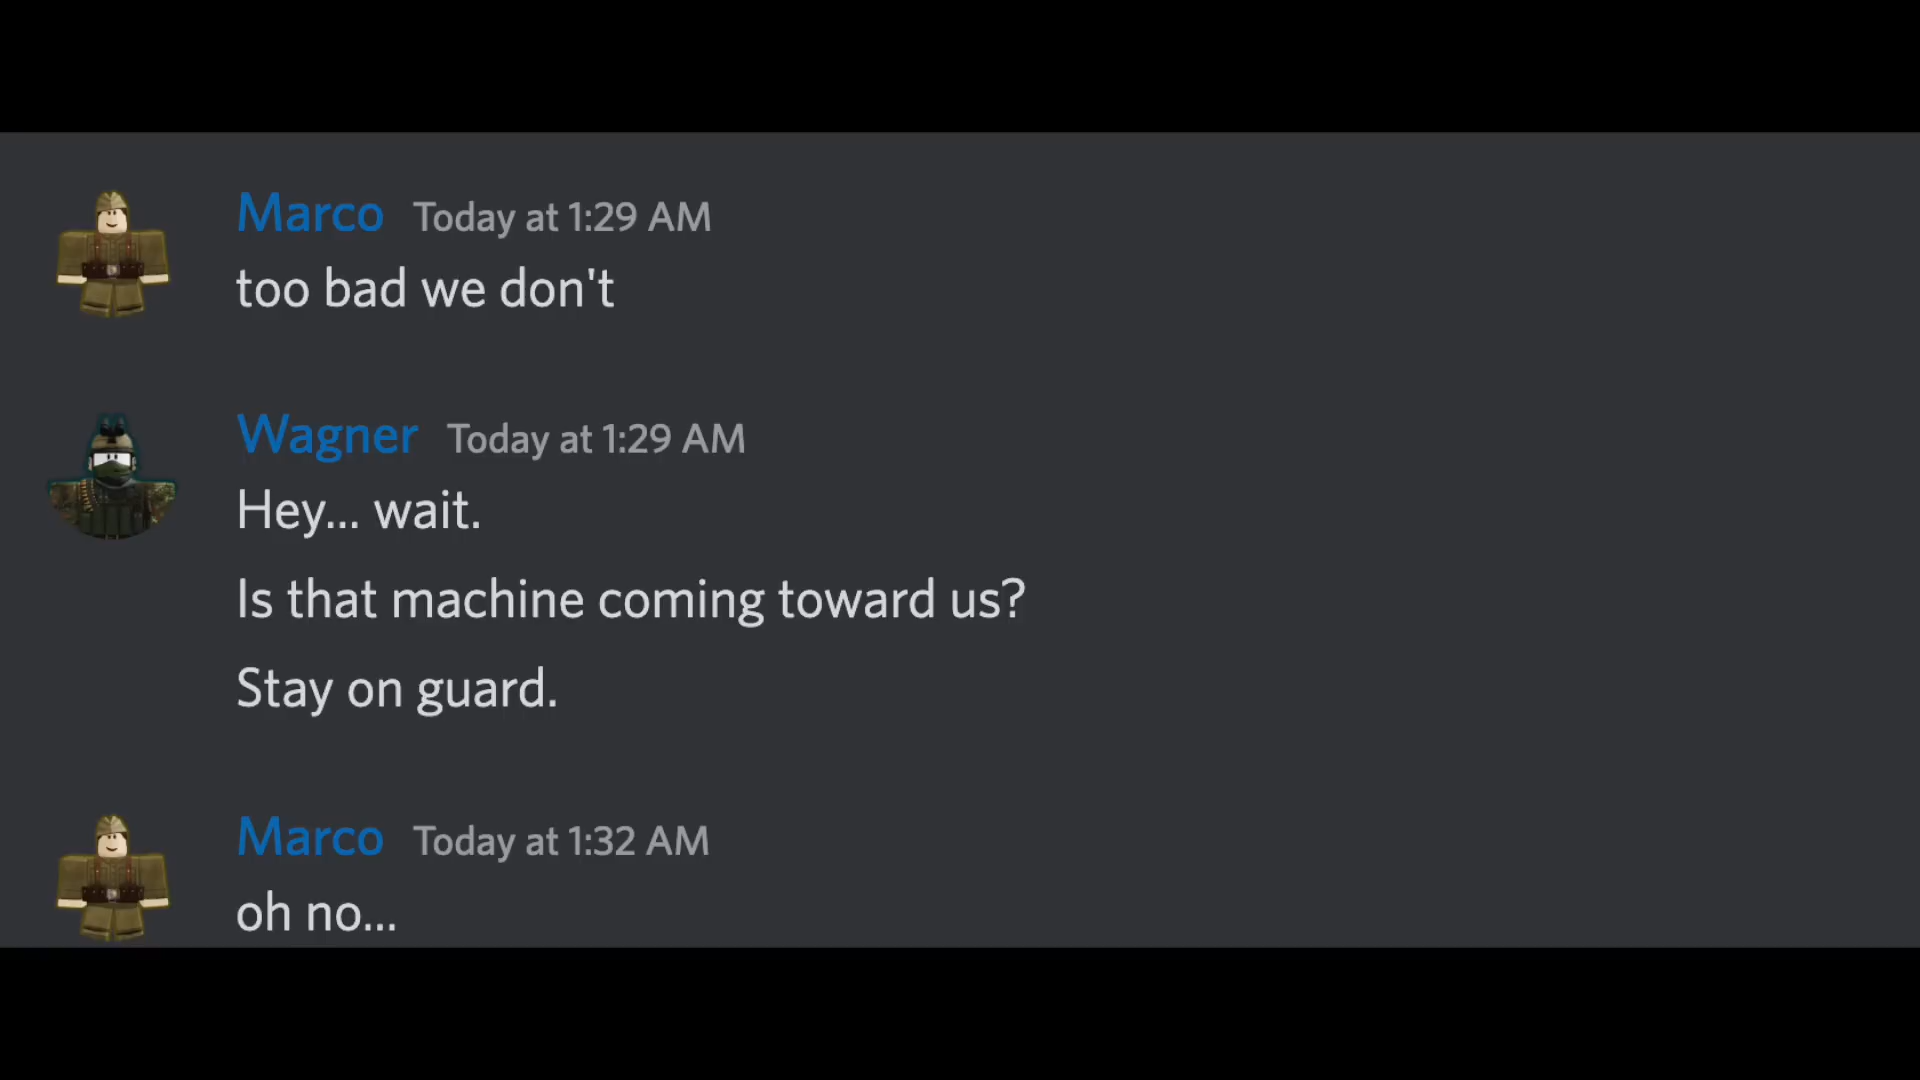 Marco Today at 1:29 AM
too bad we don't
Wagner Today at 1:29 AM
Hey... wait.
Is that machine coming toward us?
Stay on guard.
Marco Today at 1:32 AM
oh no...